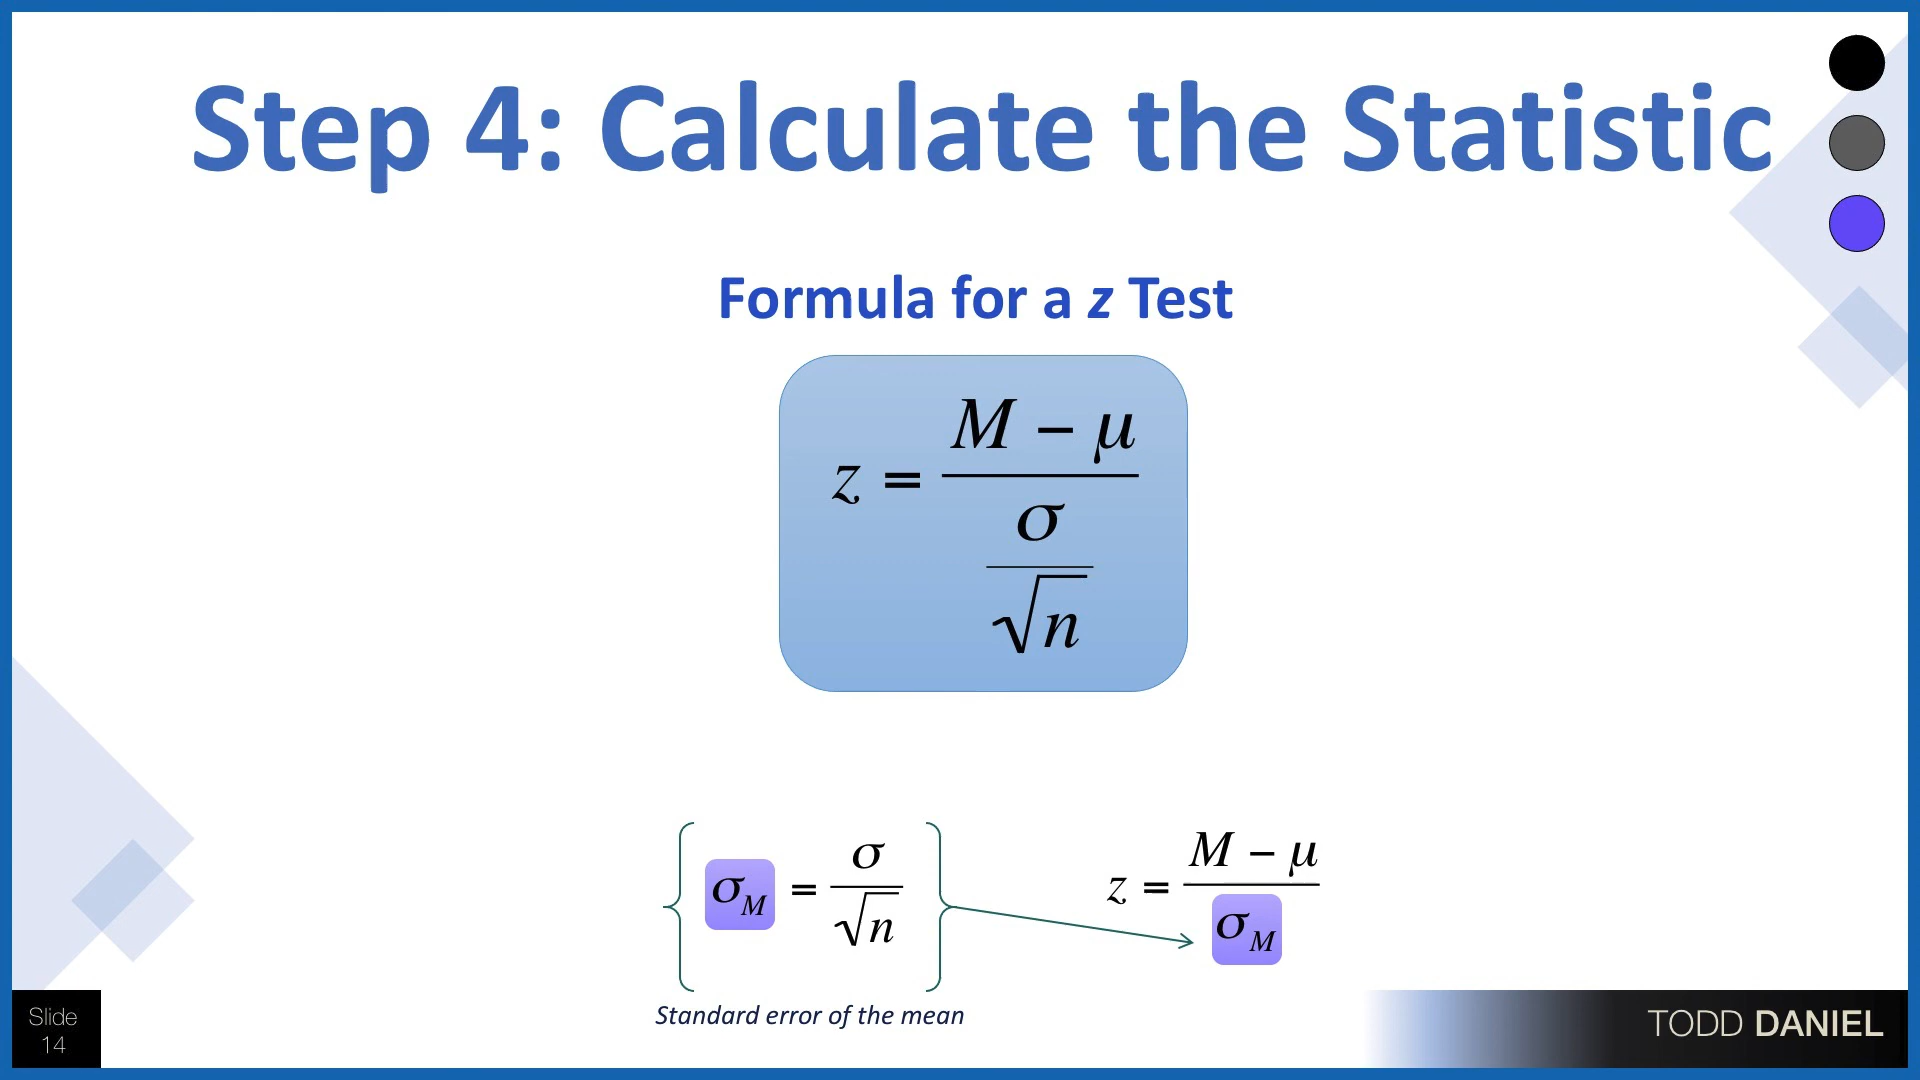 Step 4: Calculate the Statistic
Formula for a z Test
z = M − μ / σ / √n
σM = σ / √n
z = M − μ / σM
Standard error of the mean
Slide
14
TODD DANIEL